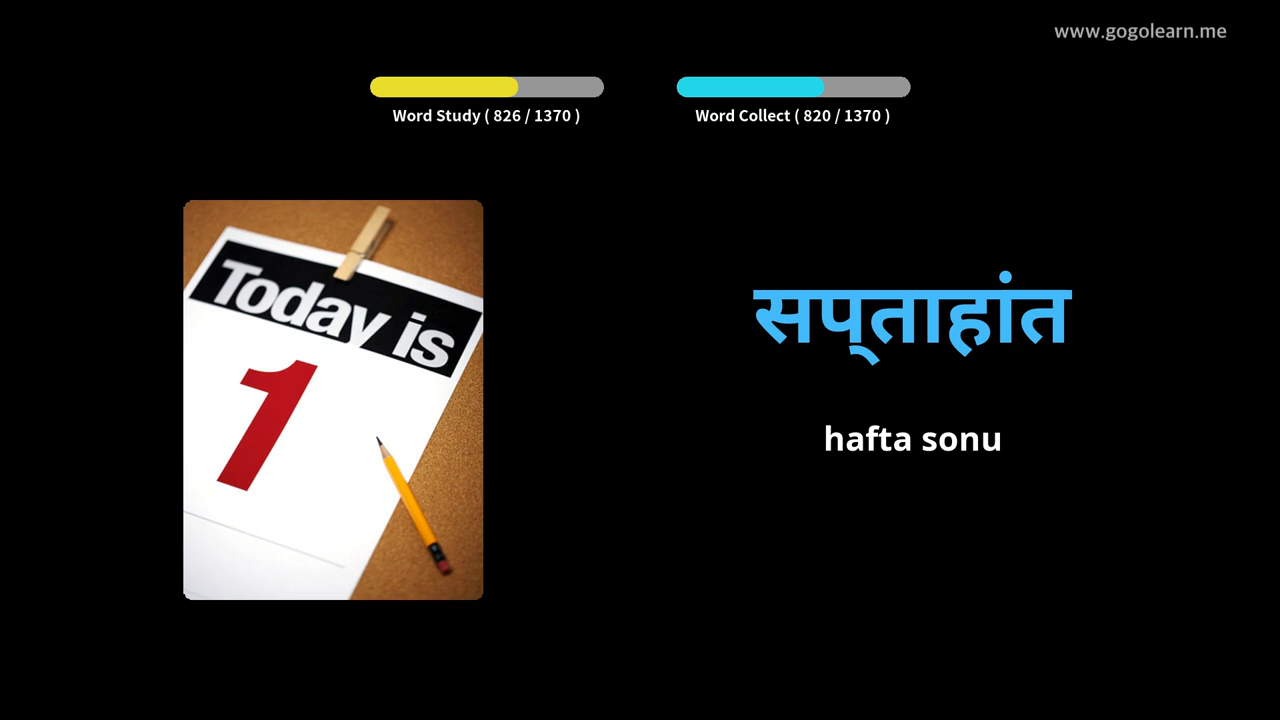 www.gogolearn.me
Word Study ( 826 / 1370 )
Word Collect ( 820 / 1370 )
Today is
1
सप्ताहांत
hafta sonu